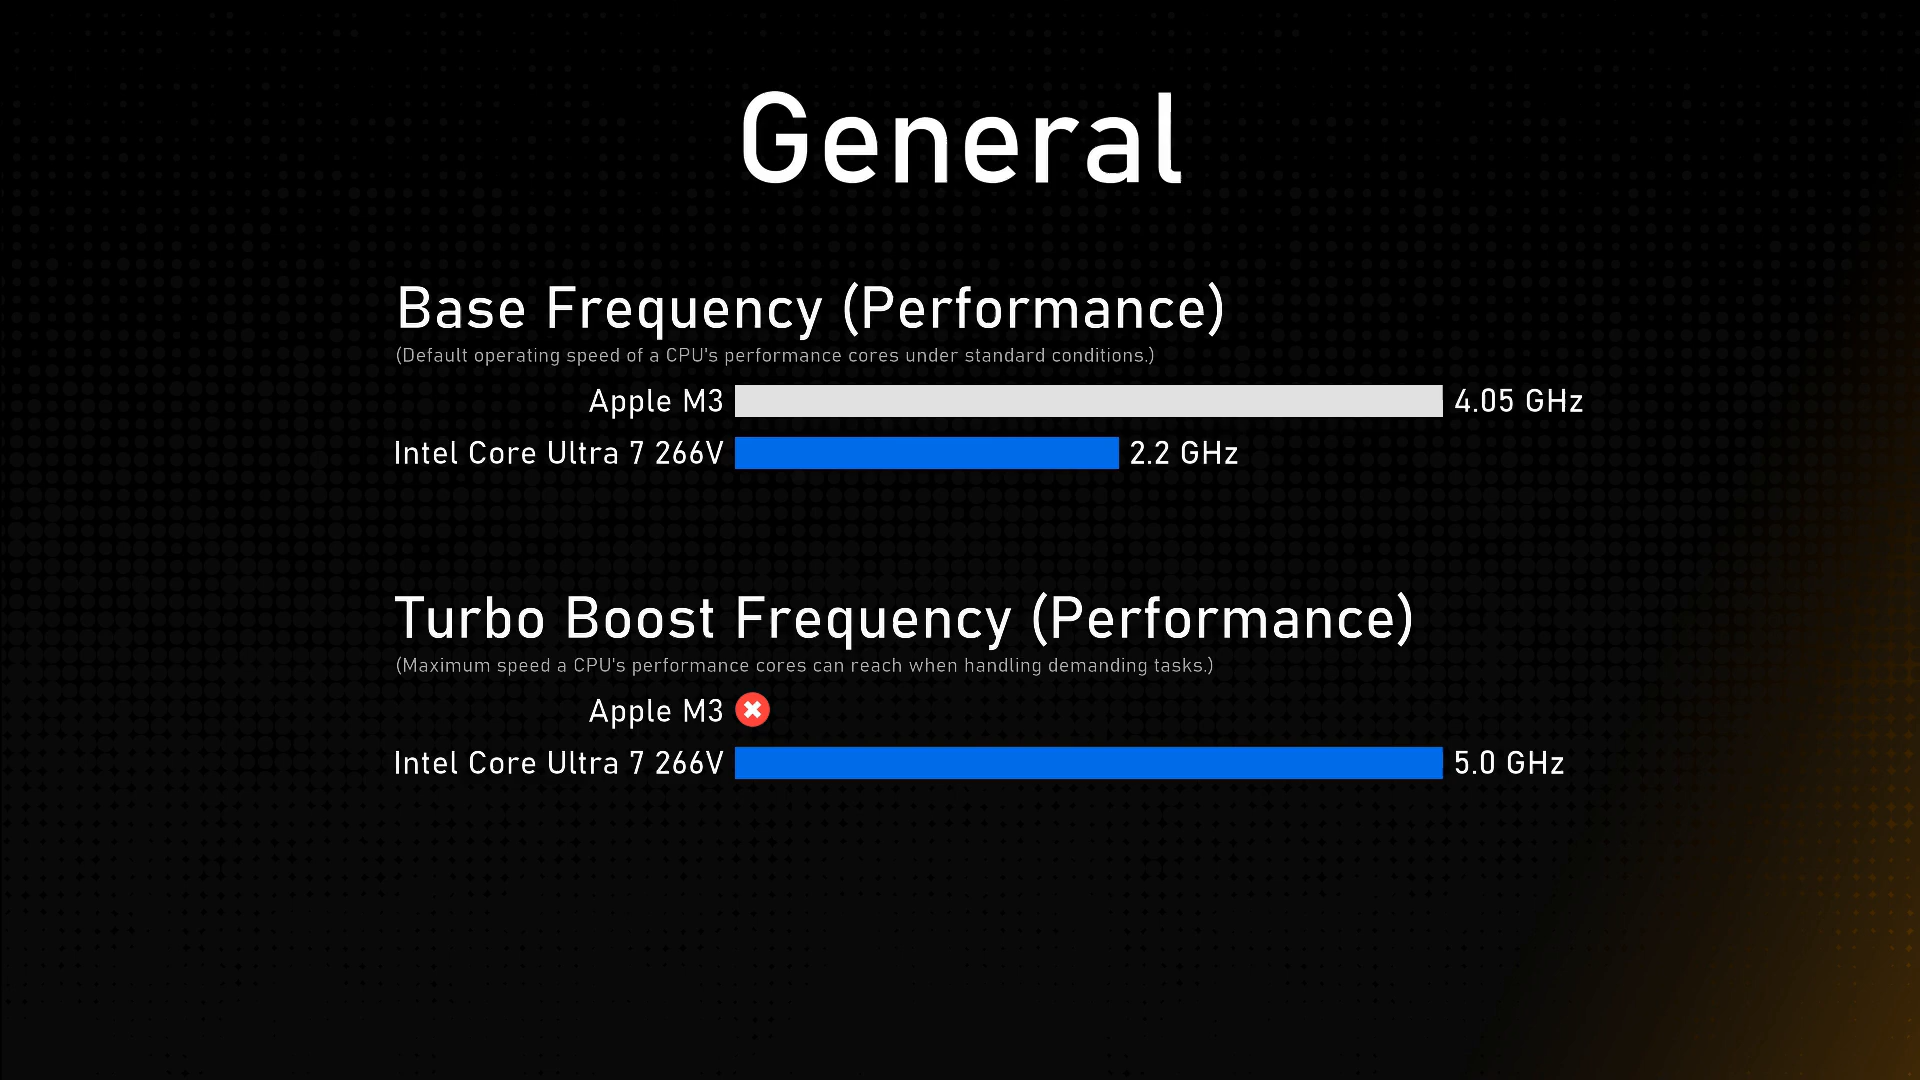 General
Base Frequency (Performance)
(Default operating speed of a CPU's performance cores under standard conditions.)
Apple M3 4.05 GHz
Intel Core Ultra 7 266V 2.2 GHz
Turbo Boost Frequency (Performance)
(Maximum speed a CPU's performance cores can reach when handling demanding tasks.)
Apple M3
Intel Core Ultra 7 266V 5.0 GHz